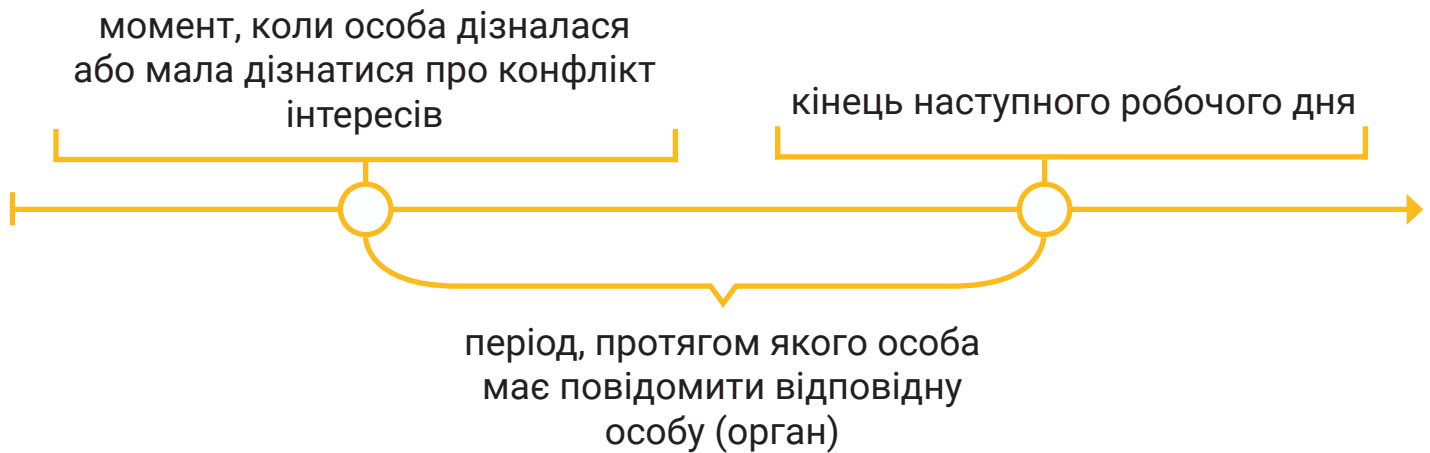 момент, коли особа дізналася
або мала дізнатися про конфлікт
інтересів
кінець наступного робочого дня
період, протягом якого особа
має повідомити відповідну
особу (орган)